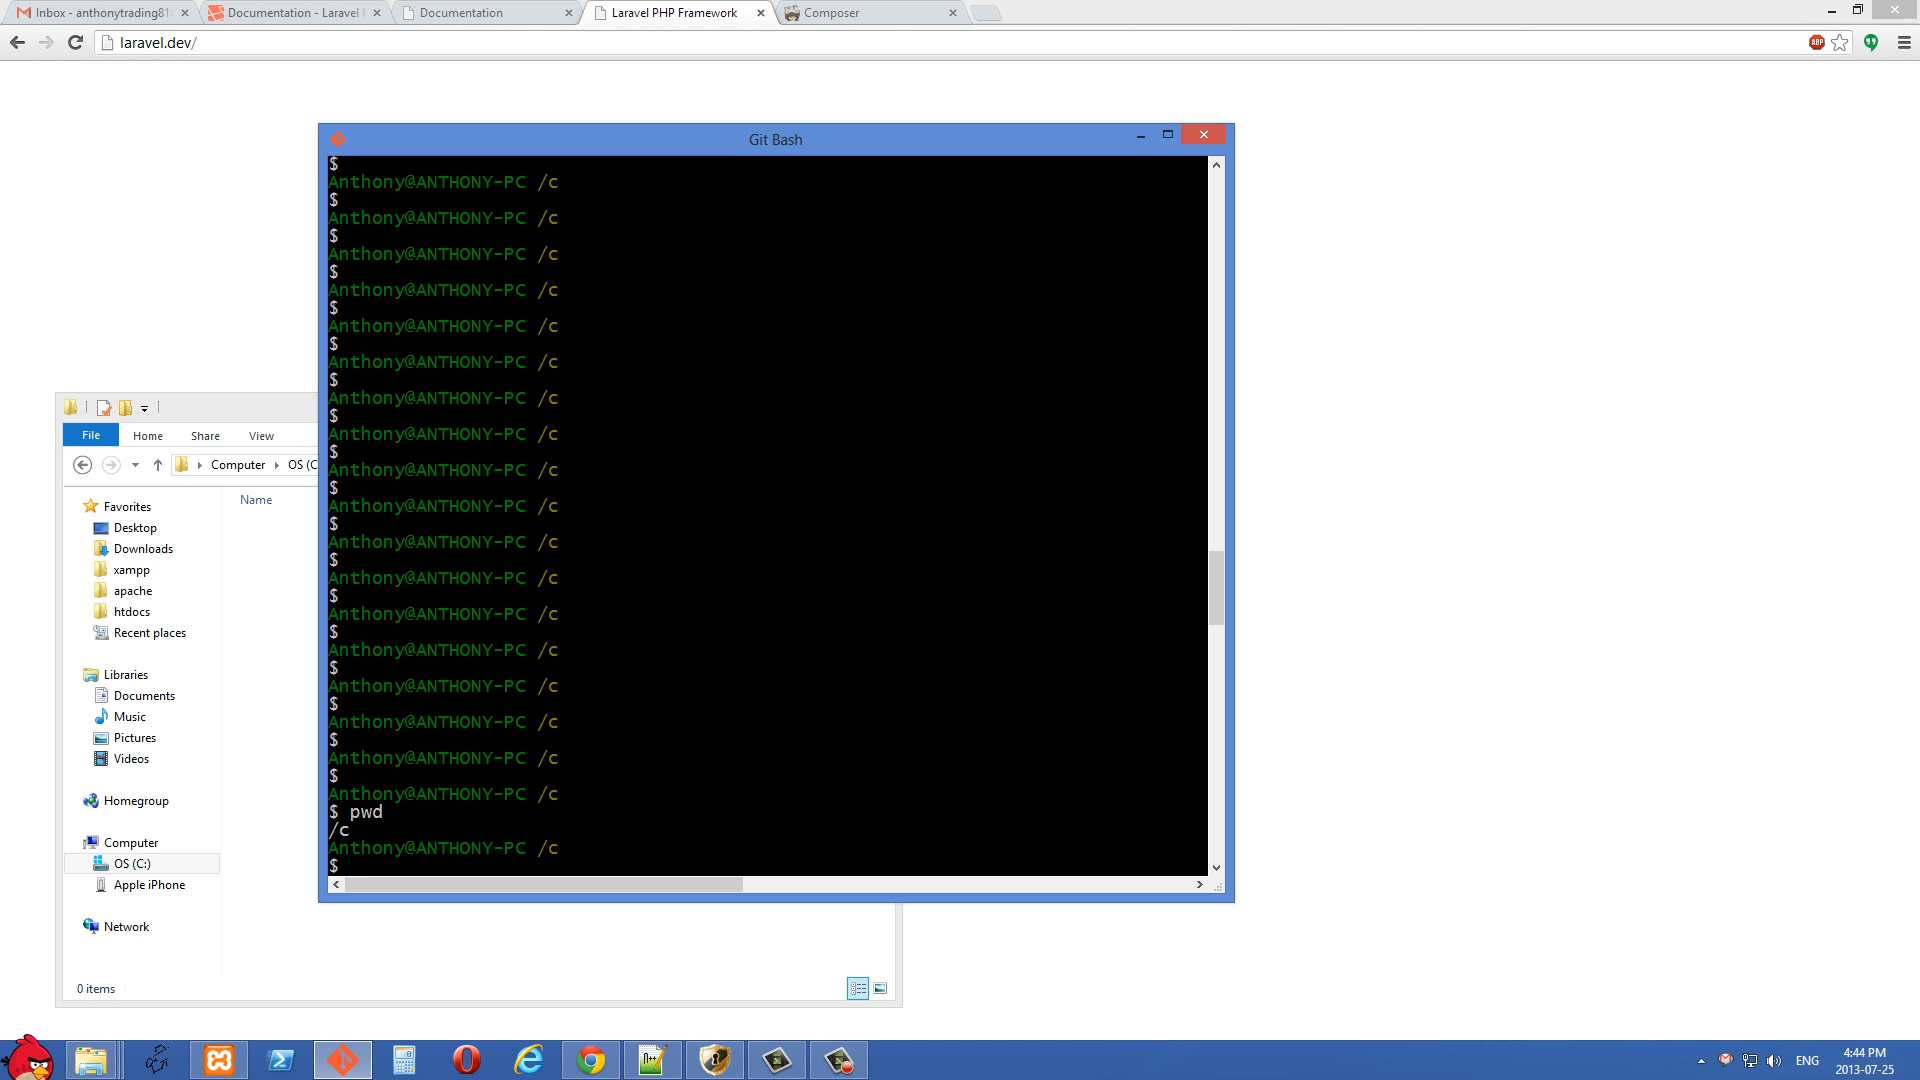 Inbox - anthonytrading81
Documentation - Laravel
Documentation
Laravel PHP Framework
Composer
laravel.dev/
ABP
Git Bash
$
Anthony@ANTHONY-PC /c
$
Anthony@ANTHONY-PC /c
$
Anthony@ANTHONY-PC /c
$
Anthony@ANTHONY-PC /c
$
Anthony@ANTHONY-PC /c
$
Anthony@ANTHONY-PC /c
$
Anthony@ANTHONY-PC /c
$
Anthony@ANTHONY-PC /c
$
Anthony@ANTHONY-PC /c
$
Anthony@ANTHONY-PC /c
$
Anthony@ANTHONY-PC /c
$
Anthony@ANTHONY-PC /c
$
Anthony@ANTHONY-PC /c
$
Anthony@ANTHONY-PC /c
$
Anthony@ANTHONY-PC /c
$
Anthony@ANTHONY-PC /c
$
Anthony@ANTHONY-PC /c
$
Anthony@ANTHONY-PC /c
$ pwd
/c
Anthony@ANTHONY-PC /c
$
File Home Share View
Computer OS (C
Name
Favorites
Desktop
Downloads
xampp
apache
htdocs
Recent places
Libraries
Documents
Music
Pictures
Videos
Homegroup
Computer
OS (C:)
Apple iPhone
Network
0 items
ENG
4:44 PM
2013-07-25